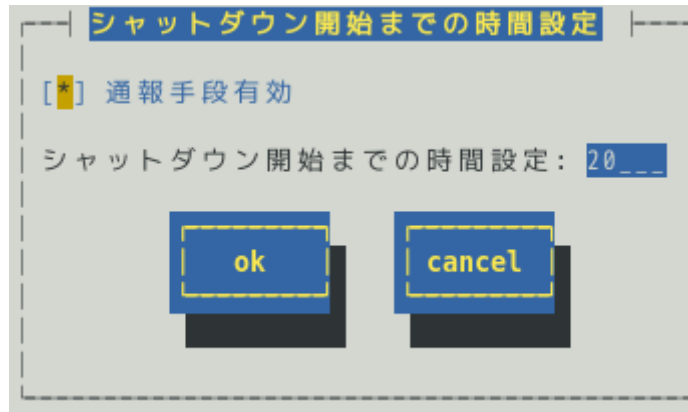 シャットダウン開始までの時間設定
[*] 通報手段有効
シャットダウン開始までの時間設定: 20___
ok cancel